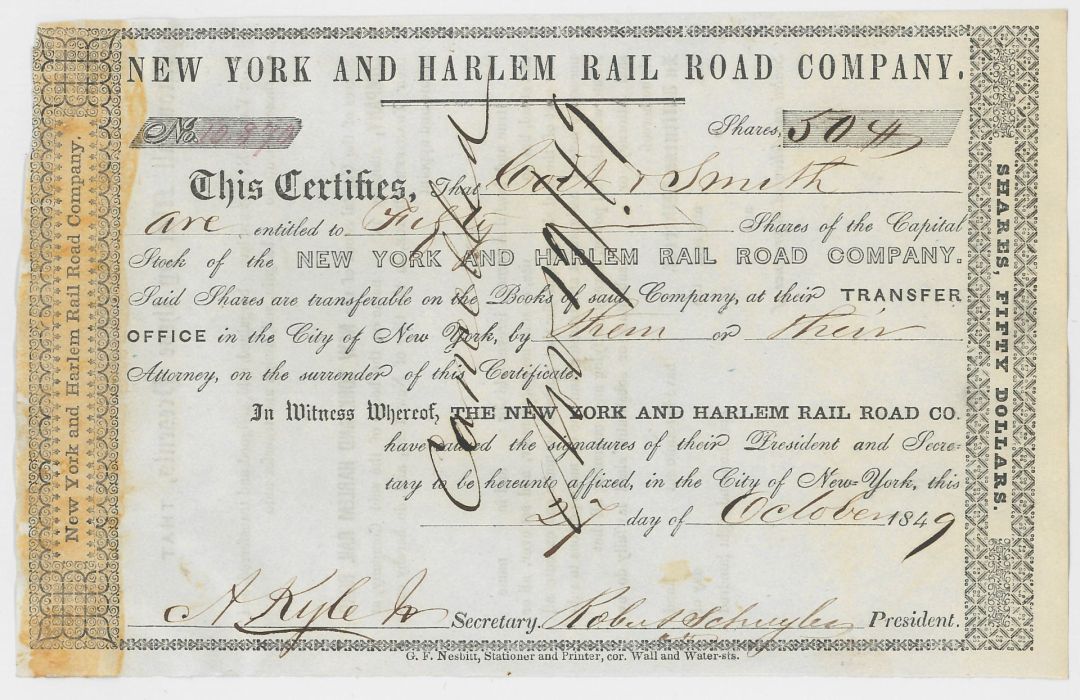 NEW YORK AND HARLEM RAIL ROAD COMPANY.
No.
Shares, 50
This Certifies, That Coit & Smith
are entitled to Fifty Shares of the Capital
Stock of the NEW YORK AND HARLEM RAIL ROAD COMPANY.
Said Shares are transferable on the Books of said Company, at their TRANSFER
OFFICE in the City of New York, by them or their
Attorney, on the surrender of this Certificate.
In Witness Whereof, THE NEW YORK AND HARLEM RAIL ROAD CO.
have caused the signatures of their President and Secre-
tary to be hereunto affixed, in the City of New-York, this
27 day of October 1849
A Kyle Jr Secretary. Robert Schuyler President.
G. F. Nesbitt, Stationer and Printer, cor. Wall and Water-sts.
New York and Harlem Rail Road Company.
SHARES, FIFTY DOLLARS.
Cancelled